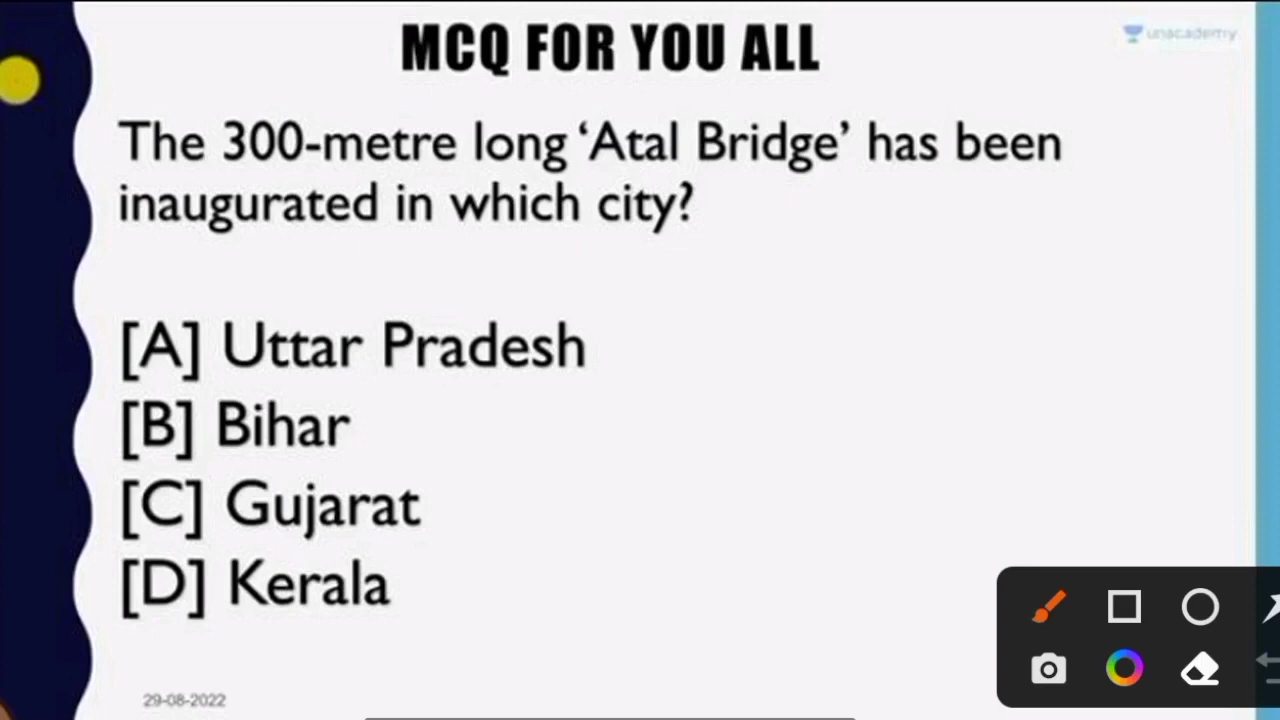 MCQ FOR YOU ALL
unacademy
The 300-metre long ‘Atal Bridge’ has been
inaugurated in which city?
[A] Uttar Pradesh
[B] Bihar
[C] Gujarat
[D] Kerala
29-08-2022